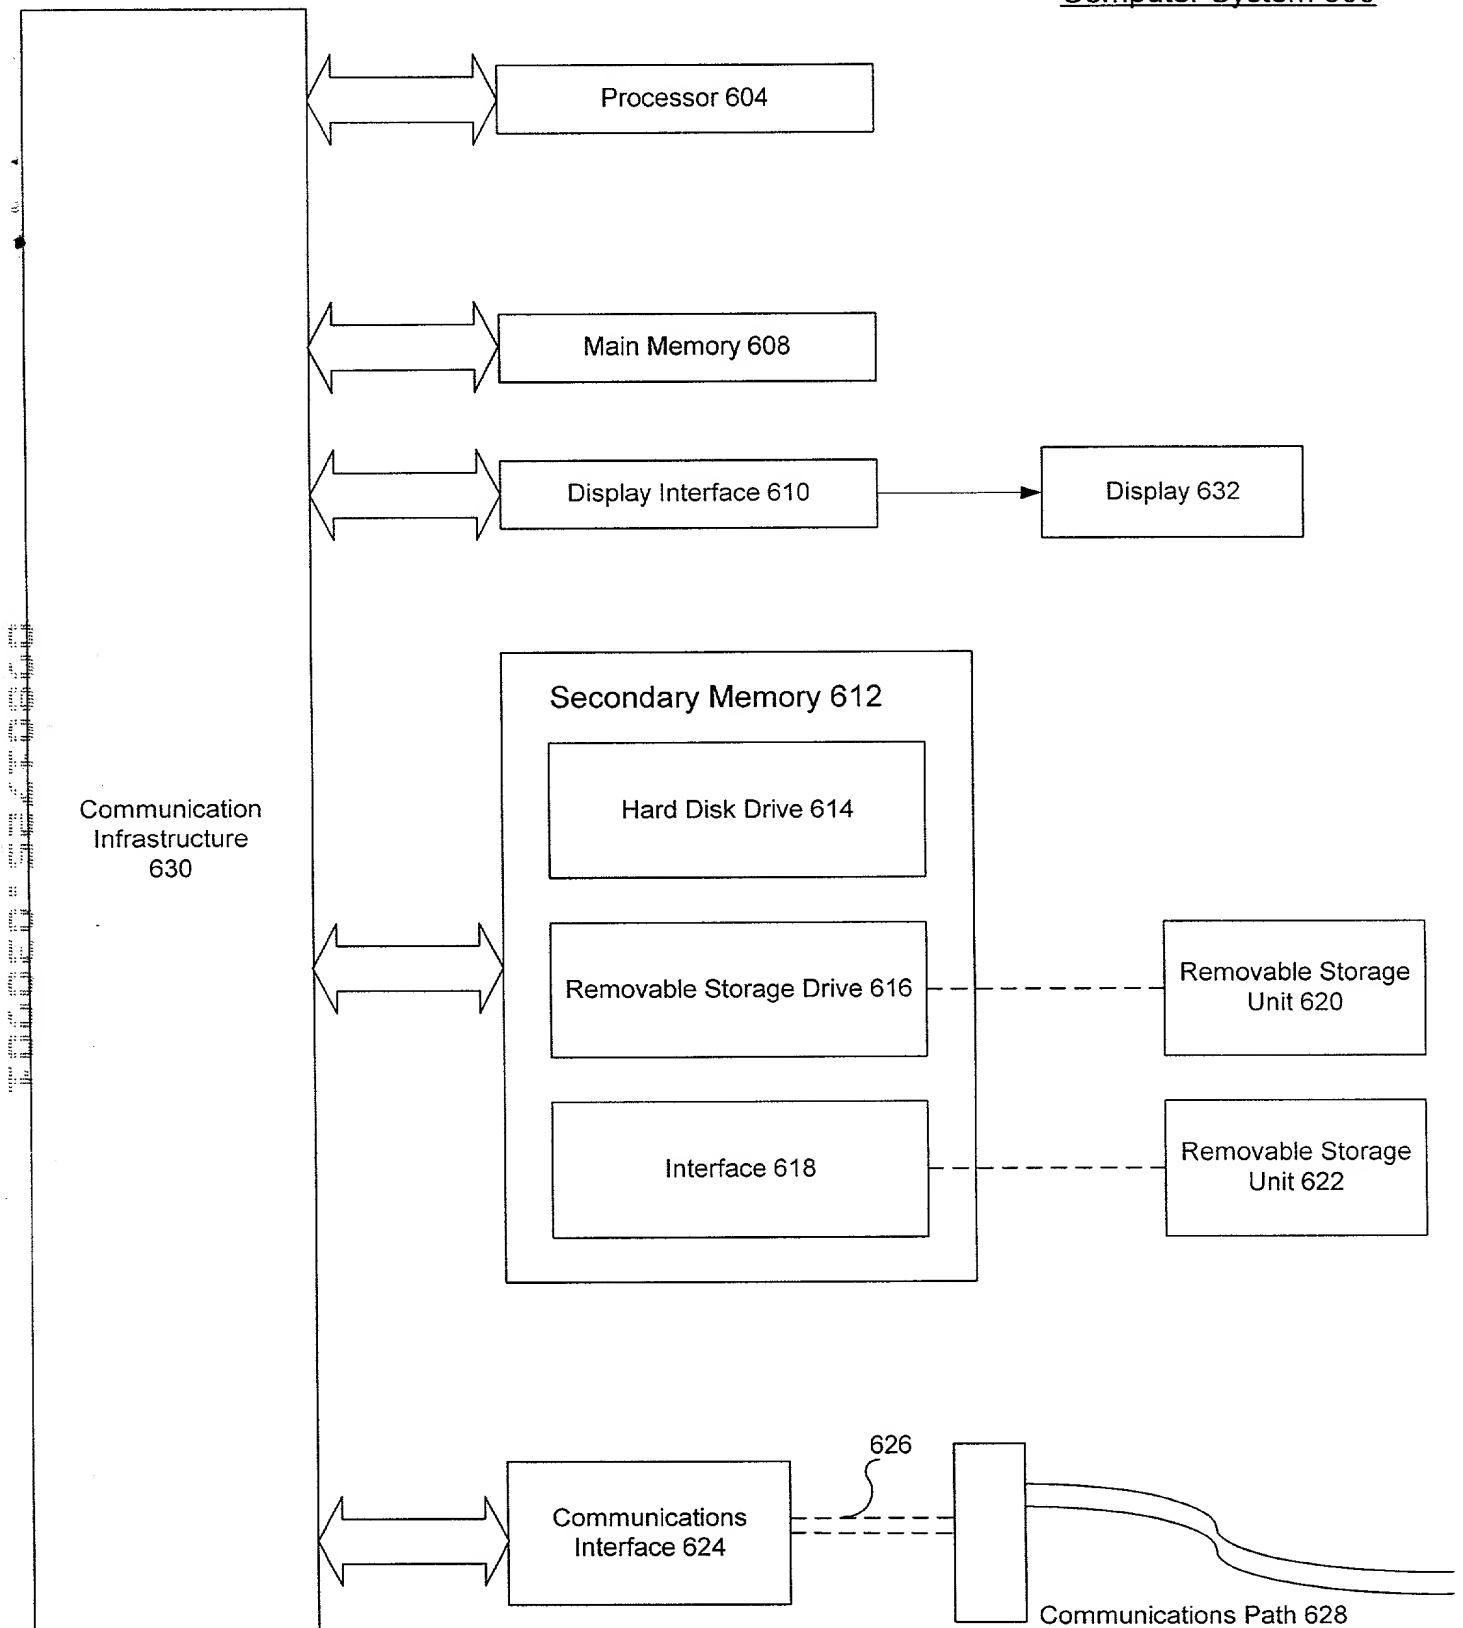 Computer System
Processor 604
Main Memory 608
Display Interface 610
Display 632
Secondary Memory 612
Hard Disk Drive 614
Communication
Infrastructure
630
Removable Storage Drive 616
Removable Storage
Unit 620
Interface 618
Removable Storage
Unit 622
626
Communications
Interface 624
Communications Path 628